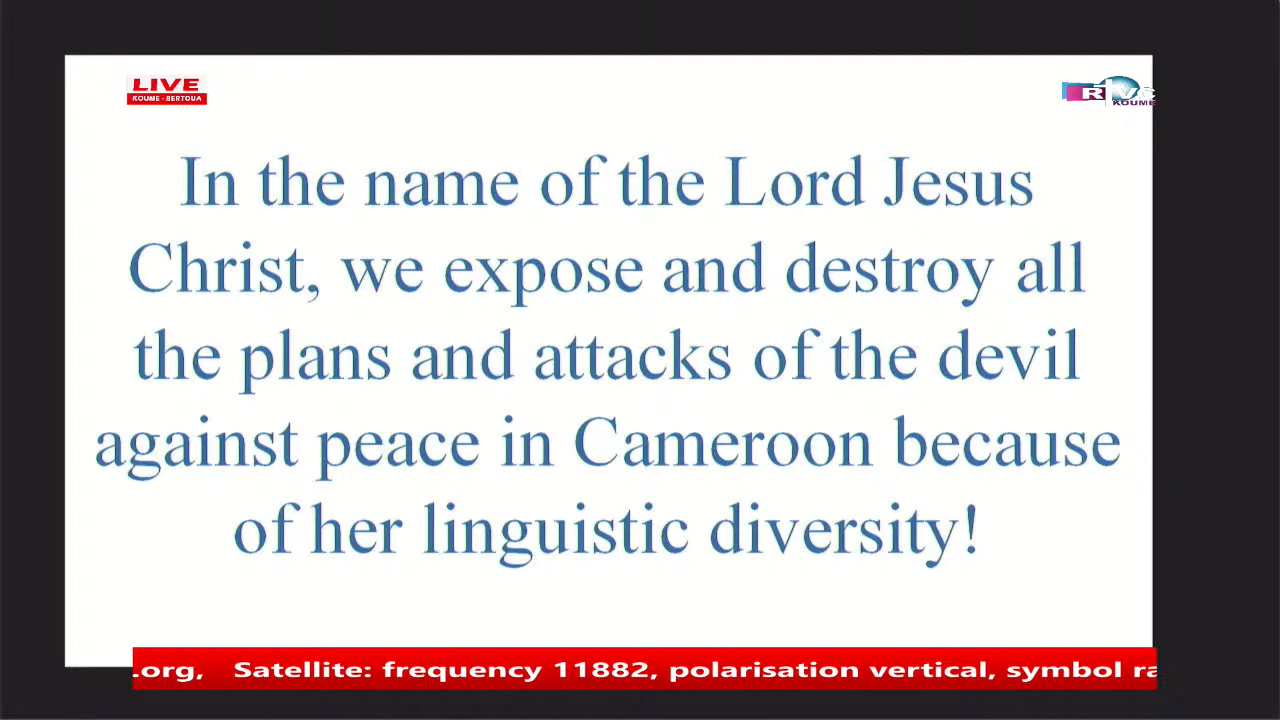 LIVE
KOUME - BERTOUA
RTVC
KOUME
In the name of the Lord Jesus
Christ, we expose and destroy all
the plans and attacks of the devil
against peace in Cameroon because
of her linguistic diversity!
.org, Satellite: frequency 11882, polarisation vertical, symbol ra